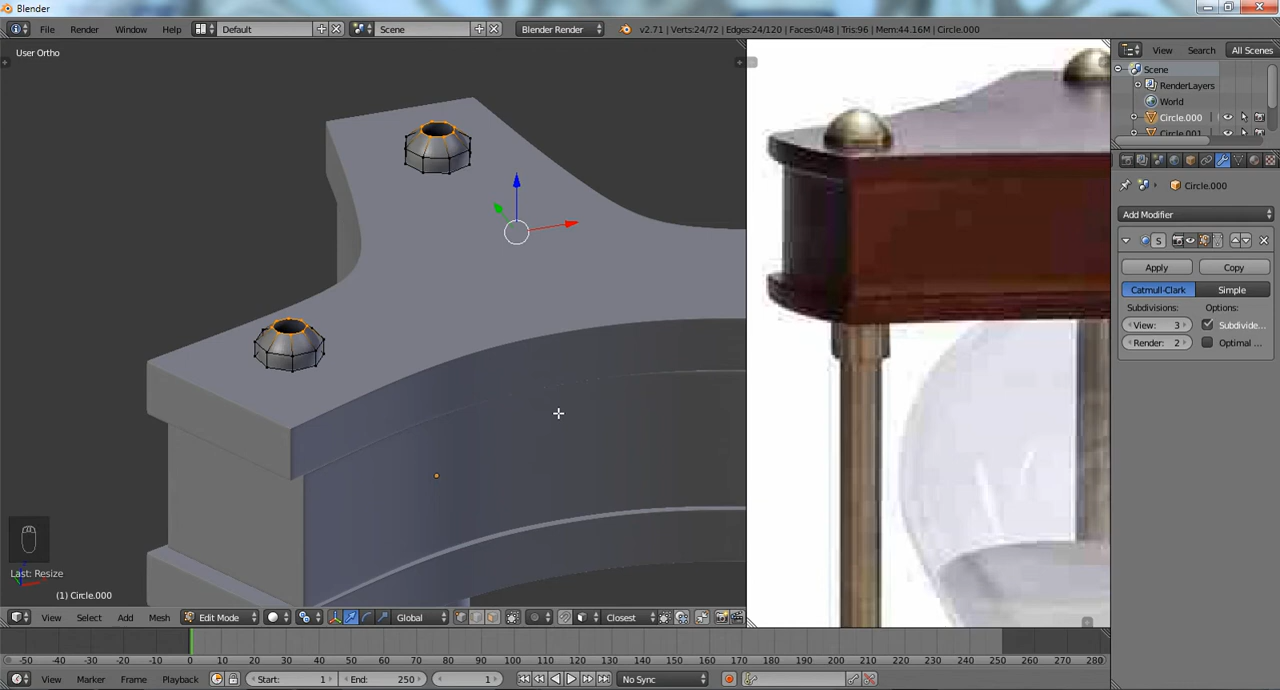 Blender
File Render Window Help Default Scene Blender Render v2.71 | Verts:24/72 | Edges:24/120 | Faces:0/48 | Tris:96 | Mem:44.16M | Circle.000
User Ortho
View Search All Scenes
Scene
RenderLayers
World
Circle.000
Circle.001
Circle.000
Add Modifier
S
Apply Copy
Catmull-Clark Simple
Subdivisions: Options:
View: 3 Subdivide...
Render: 2 Optimal ...
Last: Resize
(1) Circle.000
View Select Add Mesh Edit Mode Global Closest
-50 -40 -30 -20 -10 0 10 20 30 40 50 60 70 80 90 100 110 120 130 140 150 160 170 180 190 200 210 220 230 240 250 260 270 280
View Marker Frame Playback Start: 1 End: 250 1 No Sync